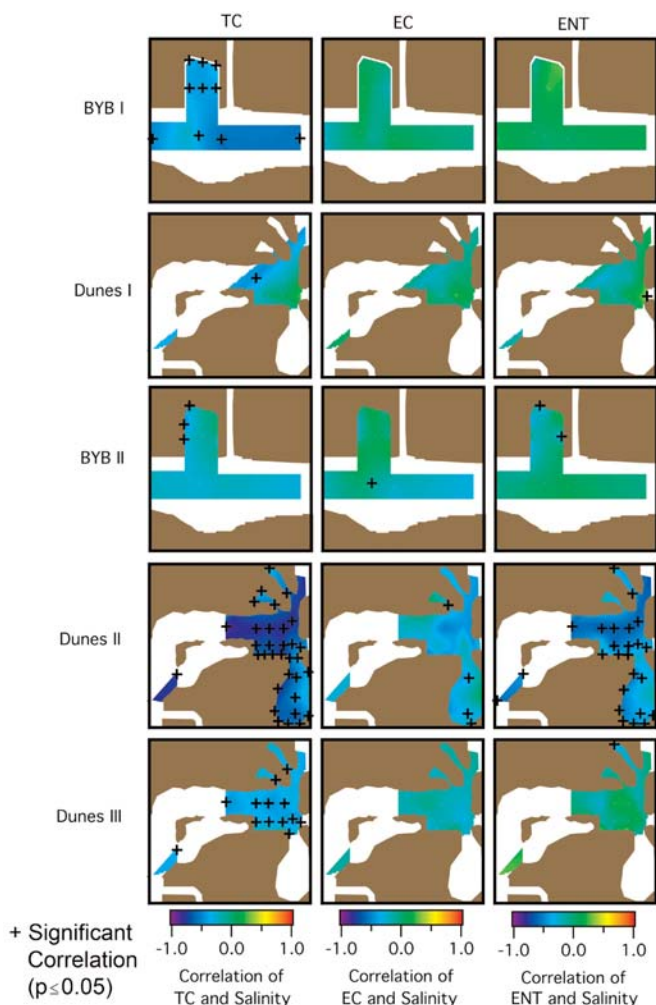 TC EC ENT
BYB I
Dunes I
BYB II
Dunes II
Dunes III
+ Significant
Correlation
(p≤0.05)
-1.0 0.0 1.0
Correlation of
TC and Salinity
-1.0 0.0 1.0
Correlation of
EC and Salinity
-1.0 0.0 1.0
Correlation of
ENT and Salinity